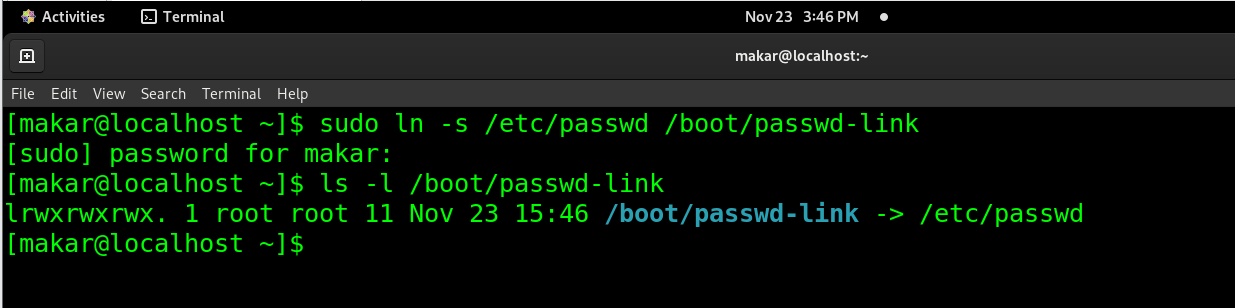 Activities Terminal Nov 23 3:46 PM
makar@localhost:~
File Edit View Search Terminal Help
[makar@localhost ~]$ sudo ln -s /etc/passwd /boot/passwd-link
[sudo] password for makar:
[makar@localhost ~]$ ls -l /boot/passwd-link
lrwxrwxrwx. 1 root root 11 Nov 23 15:46 /boot/passwd-link -> /etc/passwd
[makar@localhost ~]$